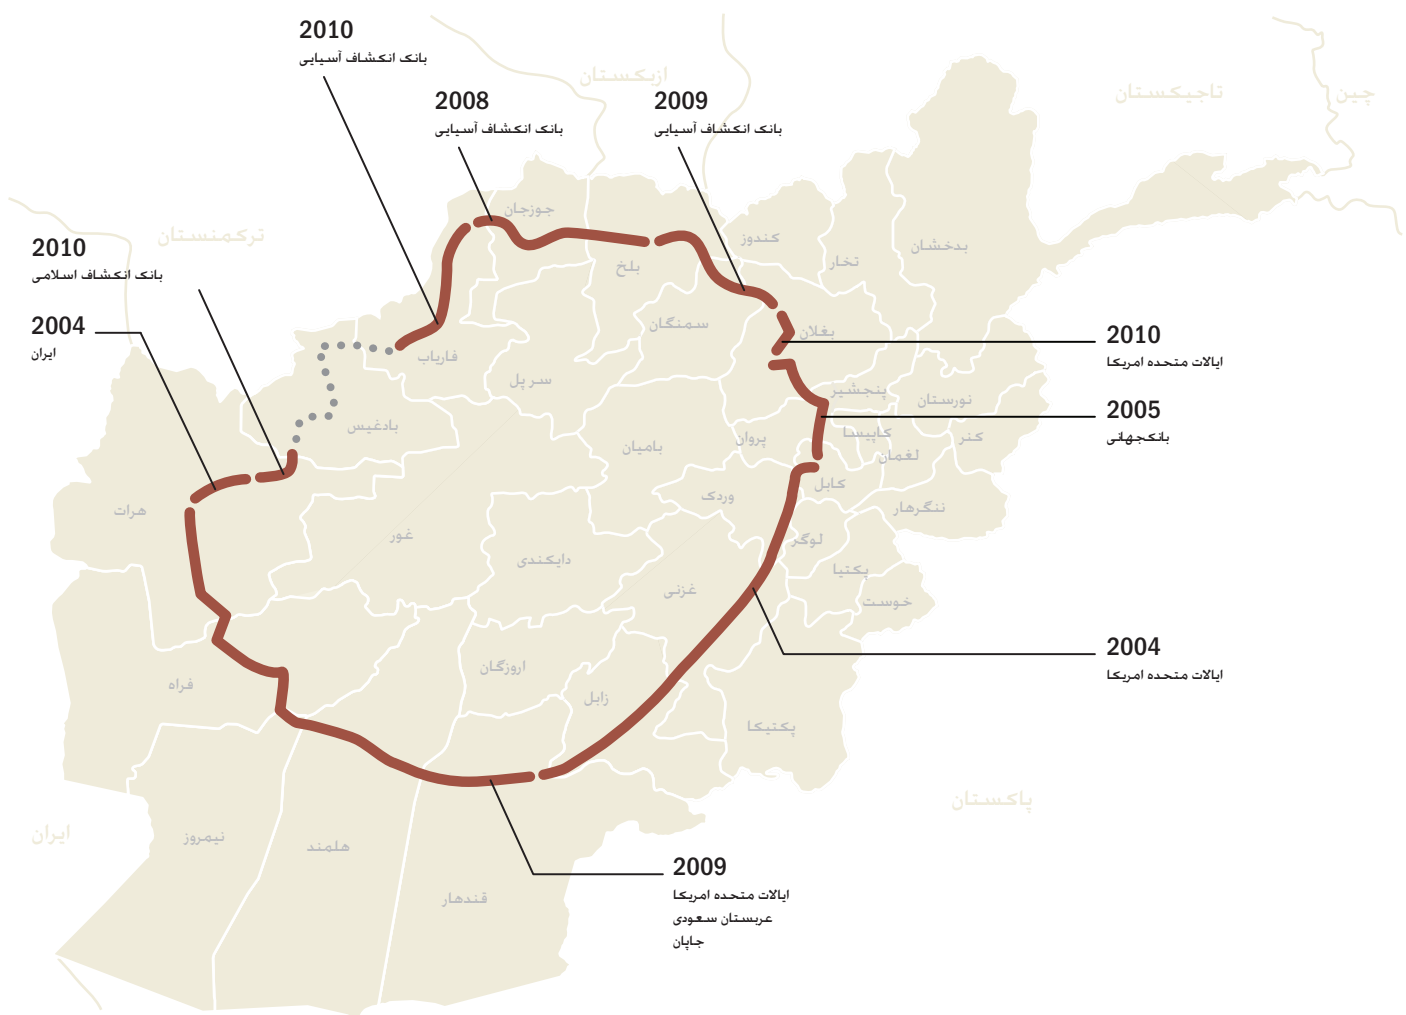 2010
بانک انکشاف آسیایی
2008
بانک انکشاف آسیایی
2009
بانک انکشاف آسیایی
ازبکستان
تاجیکستان
چین
ترکمنستان
2010
بانک انکشاف اسلامی
2004
ایران
جوزجان
بلخ
کندوز
تخار
بدخشان
سمنگان
بغلان
فاریاب
سر پل
پنجشیر
نورستان
بادغیس
بامیان
پروان
کاپیسا
لغمان
کنر
2010
ایالات متحده امریکا
2005
بانک‌جهانی
هرات
غور
دایکندی
وردک
کابل
ننگرهار
لوگر
پکتیا
خوست
غزنی
2004
ایالات متحده امریکا
فراه
اروزگان
زابل
پکتیکا
پاکستان
ایران
نیمروز
هلمند
قندهار
2009
ایالات متحده امریکا
عربستان سعودی
جاپان